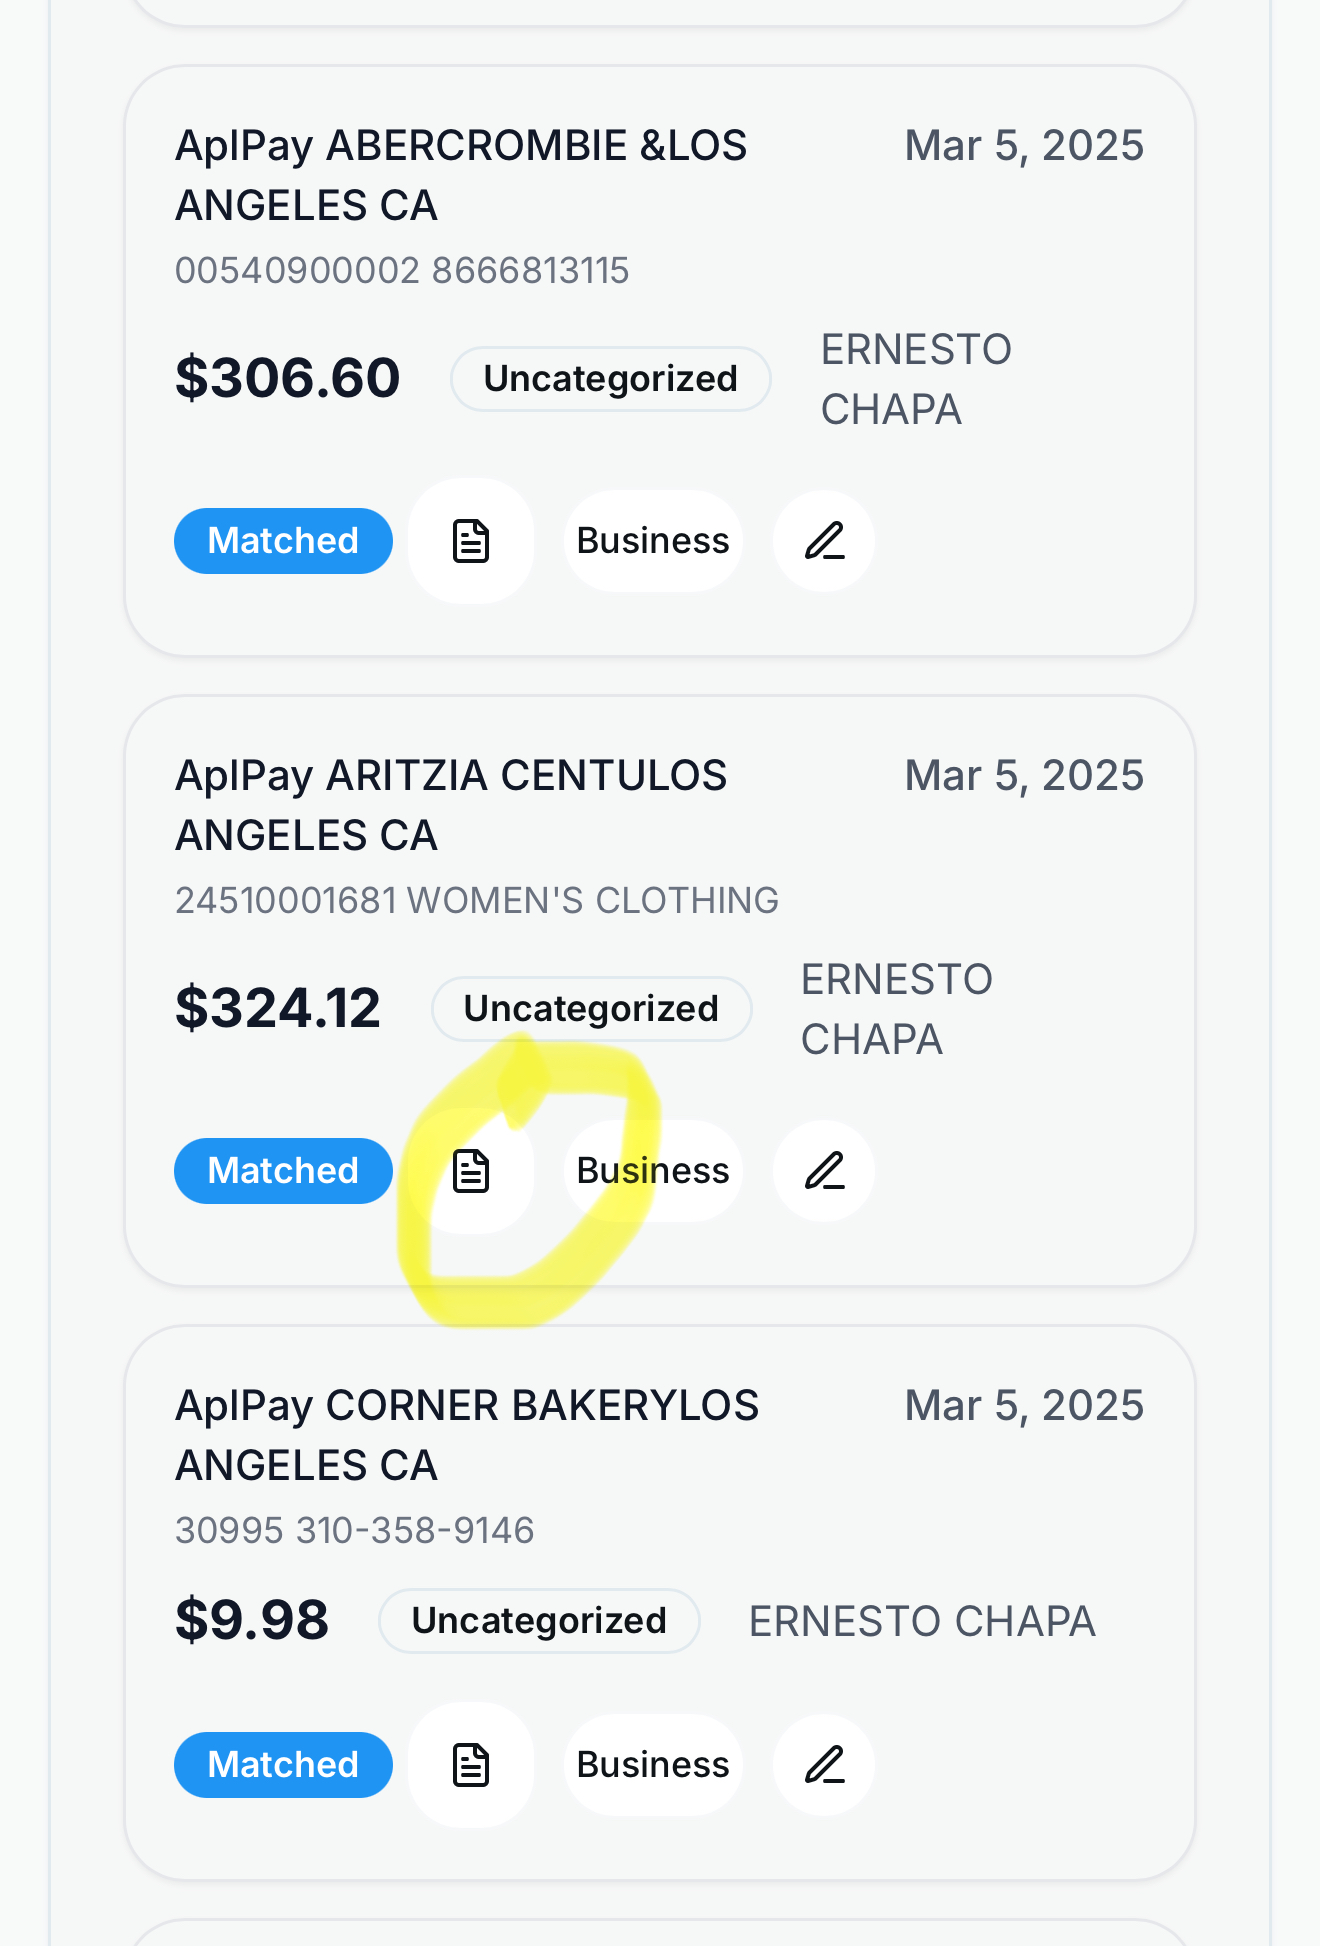 AplPay ABERCROMBIE &LOS
ANGELES CA
Mar 5, 2025
00540900002 8666813115
$306.60
Uncategorized
ERNESTO
CHAPA
Matched
Business
AplPay ARITZIA CENTULOS
ANGELES CA
Mar 5, 2025
24510001681 WOMEN'S CLOTHING
$324.12
Uncategorized
ERNESTO
CHAPA
Matched
Business
AplPay CORNER BAKERYLOS
ANGELES CA
Mar 5, 2025
30995 310-358-9146
$9.98
Uncategorized
ERNESTO CHAPA
Matched
Business